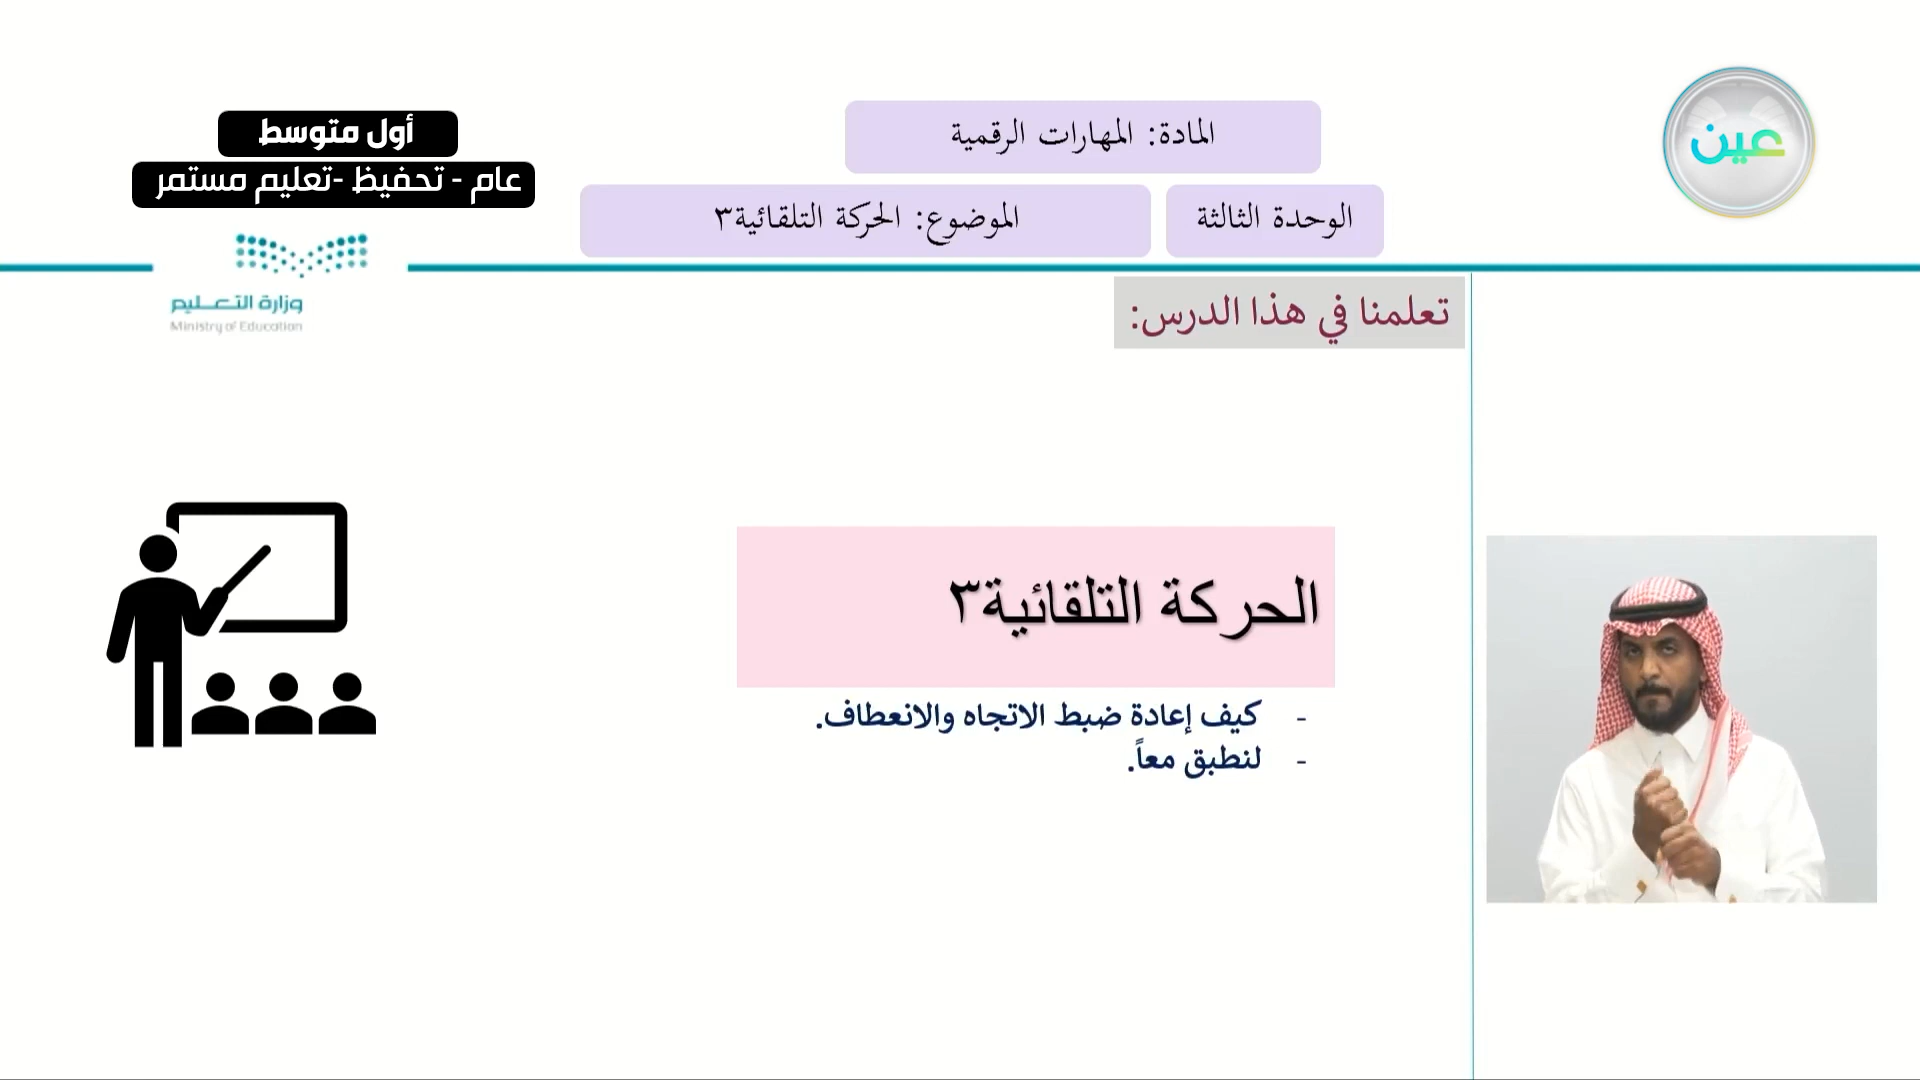 عين
المادة: المهارات الرقمية
الوحدة الثالثة
الموضوع: الحركة التلقائية٣
أول متوسط
عام - تحفيظ -تعليم مستمر
وزارة التعليم
Ministry of Education
تعلمنا في هذا الدرس:
الحركة التلقائية٣
- كيف إعادة ضبط الاتجاه والانعطاف.
- لنطبق معاً.